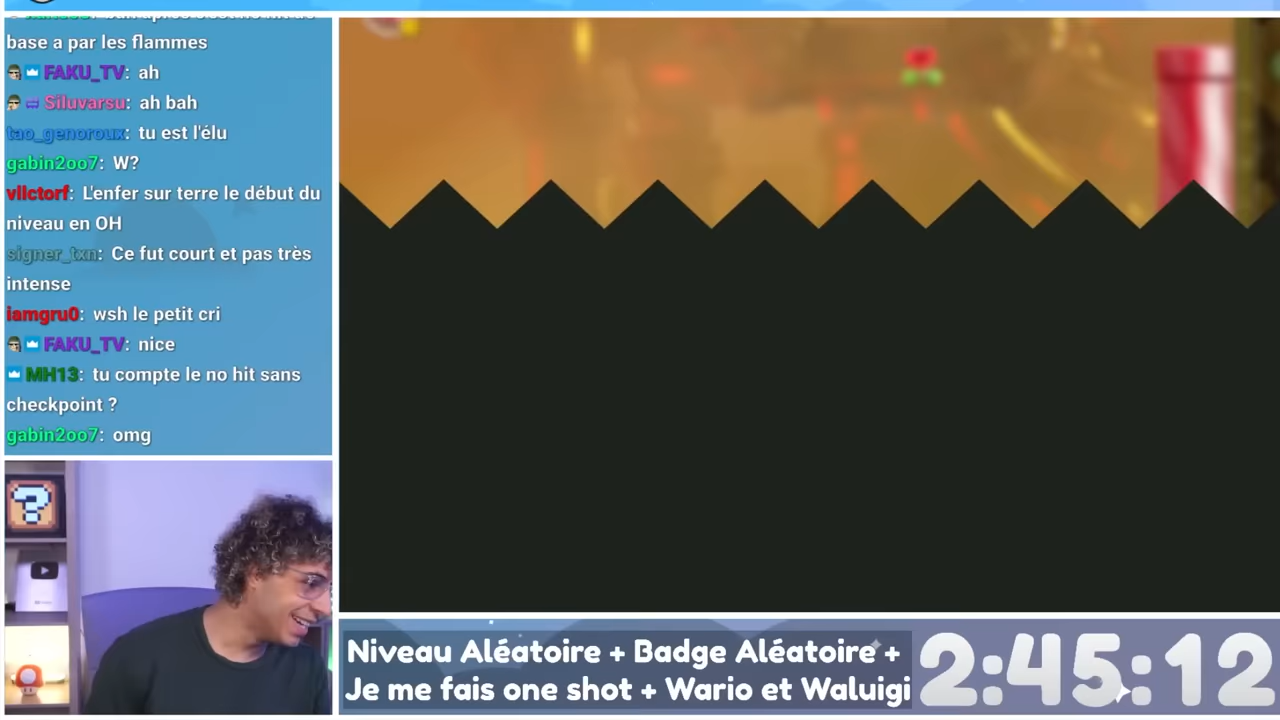 base a par les flammes
FAKU_TV: ah
Siluvarsu: ah bah
tao_genoroux: tu est l'élu
gabin2oo7: W?
vllctorf: L'enfer sur terre le début du
niveau en OH
signer_txn: Ce fut court et pas très
intense
iamgru0: wsh le petit cri
FAKU_TV: nice
MH13: tu compte le no hit sans
checkpoint ?
gabin2oo7: omg
Niveau Aléatoire + Badge Aléatoire +
Je me fais one shot + Wario et Waluigi
2:45:12